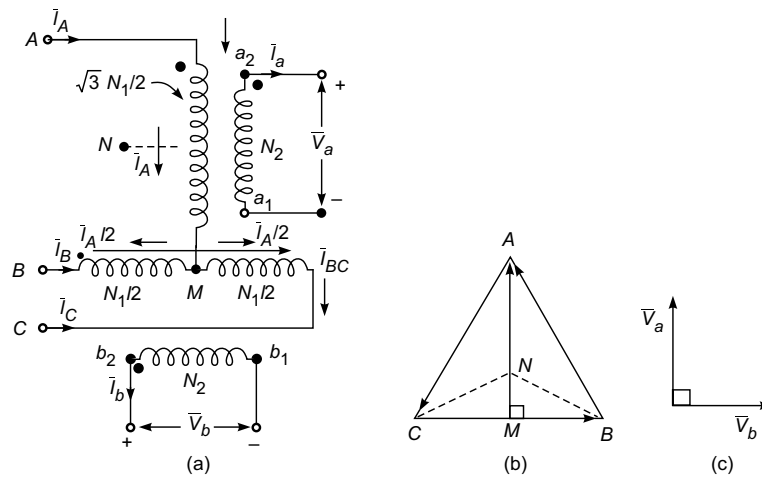 Ī_A
A
a₂
Ī_a
+
√3 N₁/2
N
Ī_A
N₂
V̄_a
a₁
–
Ī_B
Ī_A/2
Ī_A/2
Ī_BC
B
N₁/2
M
N₁/2
C
Ī_C
b₂
b₁
N₂
Ī_b
+
V̄_b
–
(a)
A
N
C
M
B
(b)
V̄_a
V̄_b
(c)